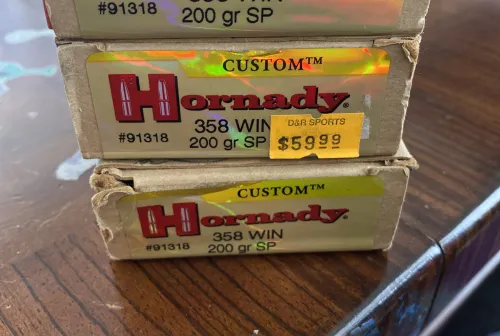 #91318
200 gr SP
CUSTOM™
Hornady®
358 WIN
#91318
200 gr SP
D&R SPORTS
$59.99
CUSTOM™
Hornady®
358 WIN
#91318
200 gr SP